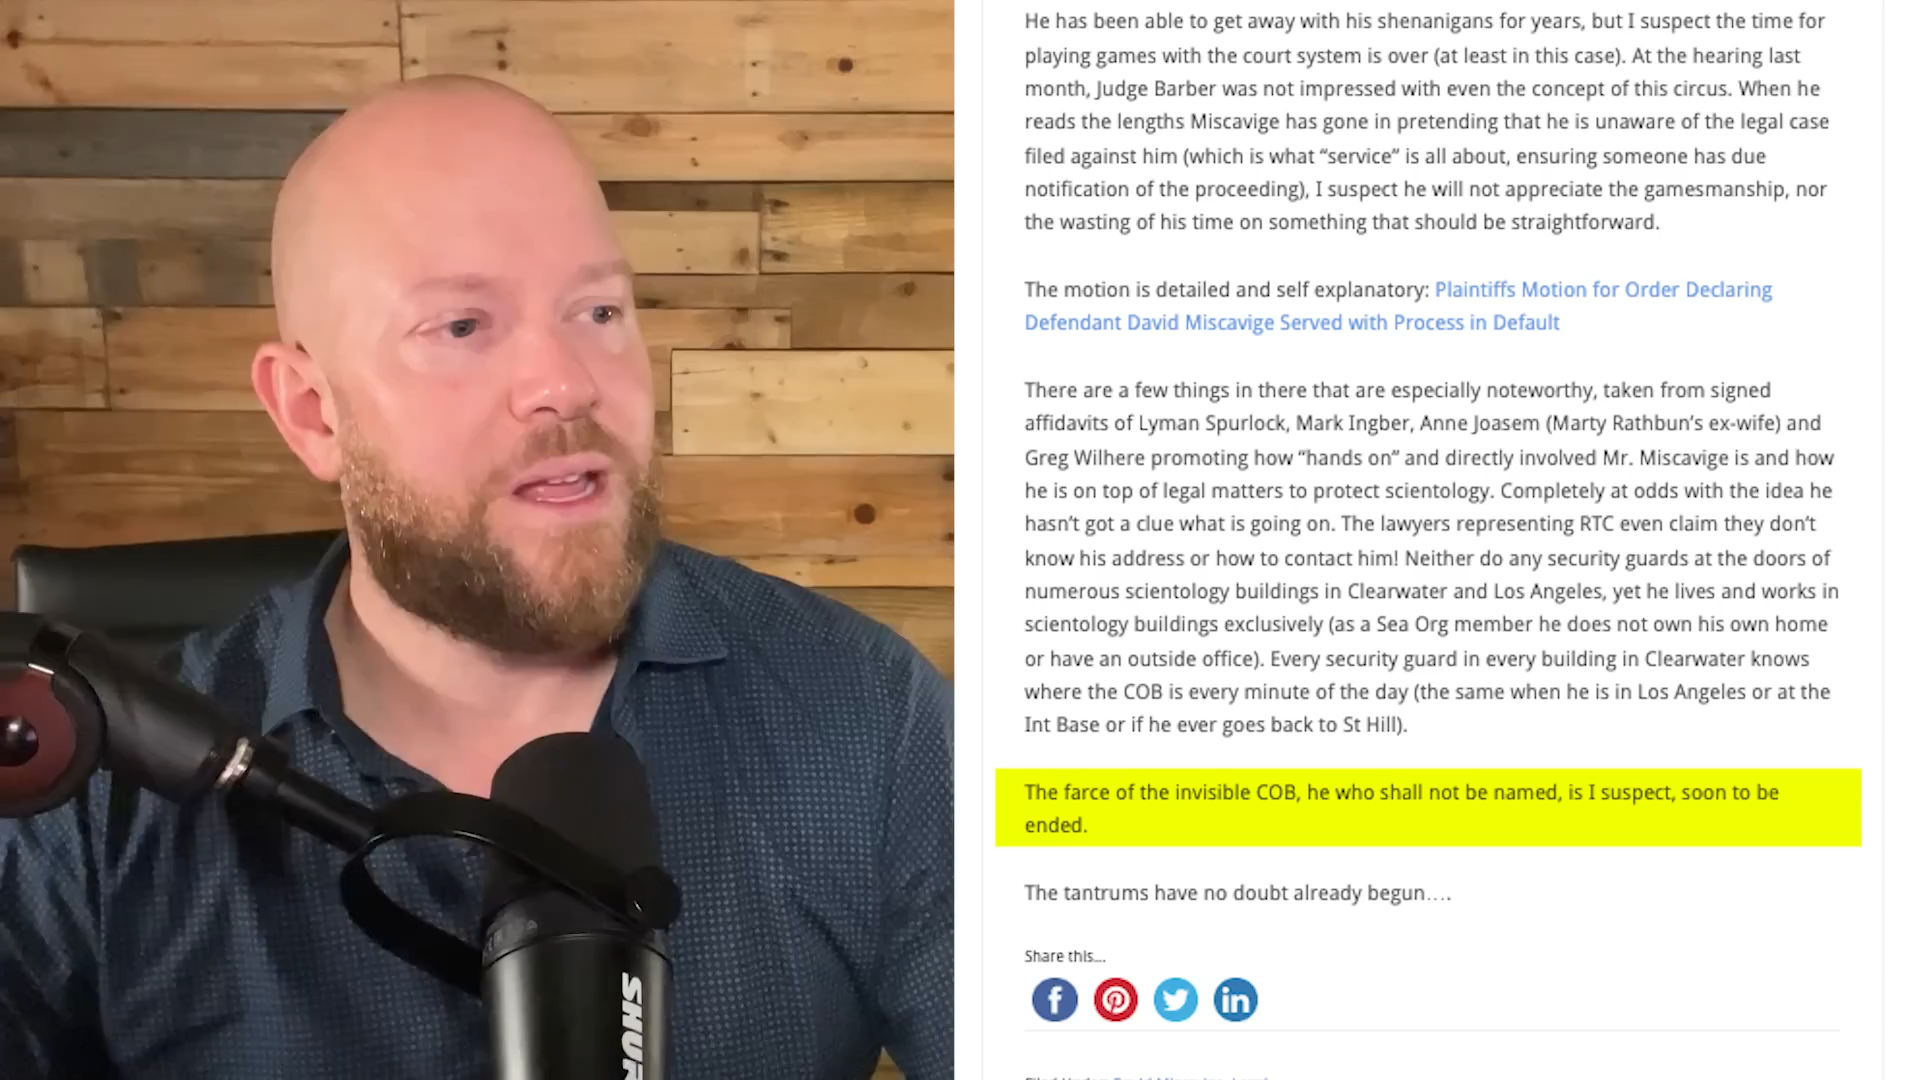 He has been able to get away with his shenanigans for years, but I suspect the time for
playing games with the court system is over (at least in this case). At the hearing last
month, Judge Barber was not impressed with even the concept of this circus. When he
reads the lengths Miscavige has gone in pretending that he is unaware of the legal case
filed against him (which is what “service” is all about, ensuring someone has due
notification of the proceeding), I suspect he will not appreciate the gamesmanship, nor
the wasting of his time on something that should be straightforward.
The motion is detailed and self explanatory: Plaintiffs Motion for Order Declaring
Defendant David Miscavige Served with Process in Default
There are a few things in there that are especially noteworthy, taken from signed
affidavits of Lyman Spurlock, Mark Ingber, Anne Joasem (Marty Rathbun’s ex-wife) and
Greg Wilhere promoting how “hands on” and directly involved Mr. Miscavige is and how
he is on top of legal matters to protect scientology. Completely at odds with the idea he
hasn’t got a clue what is going on. The lawyers representing RTC even claim they don’t
know his address or how to contact him! Neither do any security guards at the doors of
numerous scientology buildings in Clearwater and Los Angeles, yet he lives and works in
scientology buildings exclusively (as a Sea Org member he does not own his own home
or have an outside office). Every security guard in every building in Clearwater knows
where the COB is every minute of the day (the same when he is in Los Angeles or at the
Int Base or if he ever goes back to St Hill).
The farce of the invisible COB, he who shall not be named, is I suspect, soon to be
ended.
The tantrums have no doubt already begun….
Share this...
SHUR